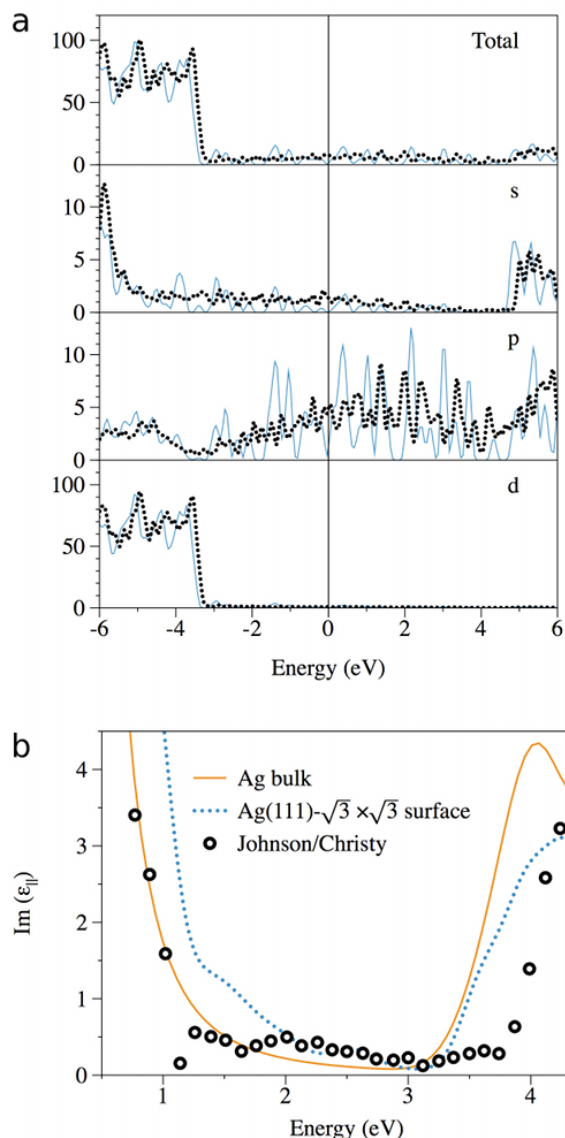 a
Total
100
50
0
s
10
5
0
p
10
5
0
d
100
50
0
-6 -4 -2 0 2 4 6
Energy (eV)
b
4
3
2
1
0
Im (ε||)
Ag bulk
Ag(111)-√3 ×√3 surface
Johnson/Christy
1 2 3 4
Energy (eV)